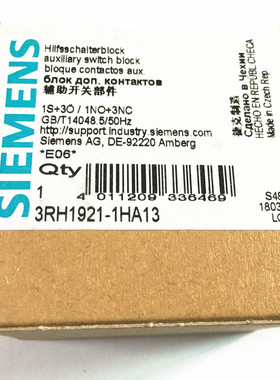 SIEMENS
Hilfsschalterblock
auxiliary switch block
bloque contactos aux.
блок доп. контактов
辅助开关部件
1S+3Ö / 1NO+3NC
GB/T14048.5/50Hz
http://support.industry.siemens.com
Siemens AG, DE-92220 Amberg
*E06*
Qty
1
4 011209 336469
3RH1921-1HA13
捷克制造
Сделано в Чехии
HECHO EN REPUBL CHECA
Made in Czech Rep